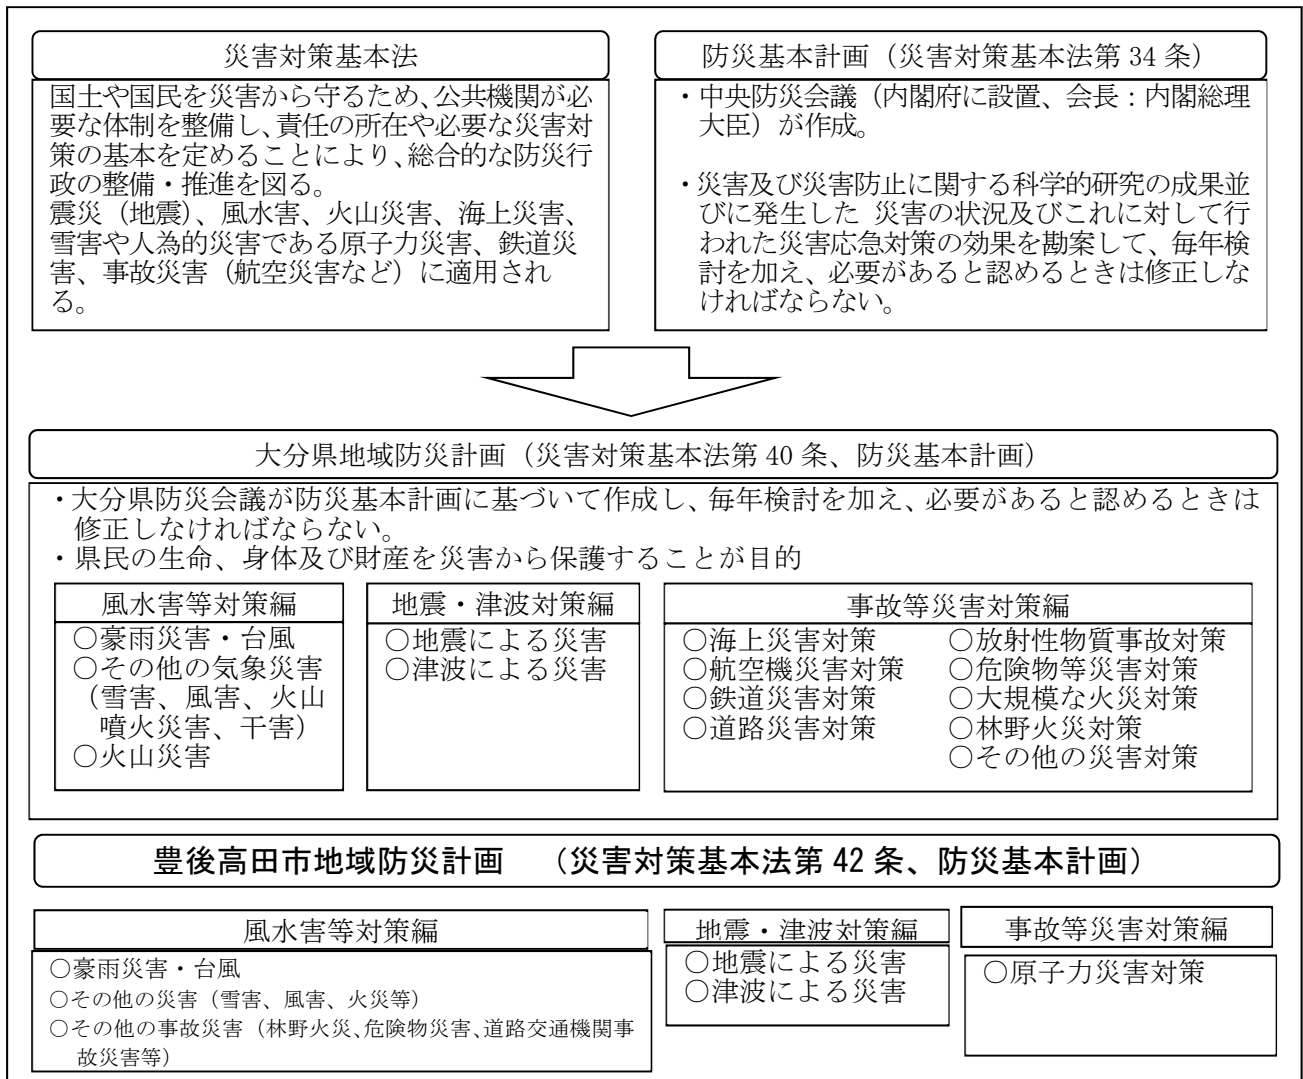 災害対策基本法
国土や国民を災害から守るため、公共機関が必
要な体制を整備し、責任の所在や必要な災害対
策の基本を定めることにより、総合的な防災行
政の整備・推進を図る。
震災（地震）、風水害、火山災害、海上災害、
雪害や人為的災害である原子力災害、鉄道災
害、事故災害（航空災害など）に適用され
る。
防災基本計画（災害対策基本法第 34 条）
・中央防災会議（内閣府に設置、会長：内閣総理
大臣）が作成。
・災害及び災害防止に関する科学的研究の成果並
びに発生した 災害の状況及びこれに対して行
われた災害応急対策の効果を勘案して、毎年検
討を加え、必要があると認めるときは修正しな
ければならない。
大分県地域防災計画（災害対策基本法第 40 条、防災基本計画）
・大分県防災会議が防災基本計画に基づいて作成し、毎年検討を加え、必要があると認めるときは
修正しなければならない。
・県民の生命、身体及び財産を災害から保護することが目的
風水害等対策編
○豪雨災害・台風
○その他の気象災害
（雪害、風害、火山
噴火災害、干害）
○火山災害
地震・津波対策編
○地震による災害
○津波による災害
事故等災害対策編
○海上災害対策
○航空機災害対策
○鉄道災害対策
○道路災害対策
○放射性物質事故対策
○危険物等災害対策
○大規模な火災対策
○林野火災対策
○その他の災害対策
豊後高田市地域防災計画　（災害対策基本法第 42 条、防災基本計画）
風水害等対策編
○豪雨災害・台風
○その他の災害（雪害、風害、火災等）
○その他の事故災害（林野火災、危険物災害、道路交通機関事
故災害等）
地震・津波対策編
○地震による災害
○津波による災害
事故等災害対策編
○原子力災害対策